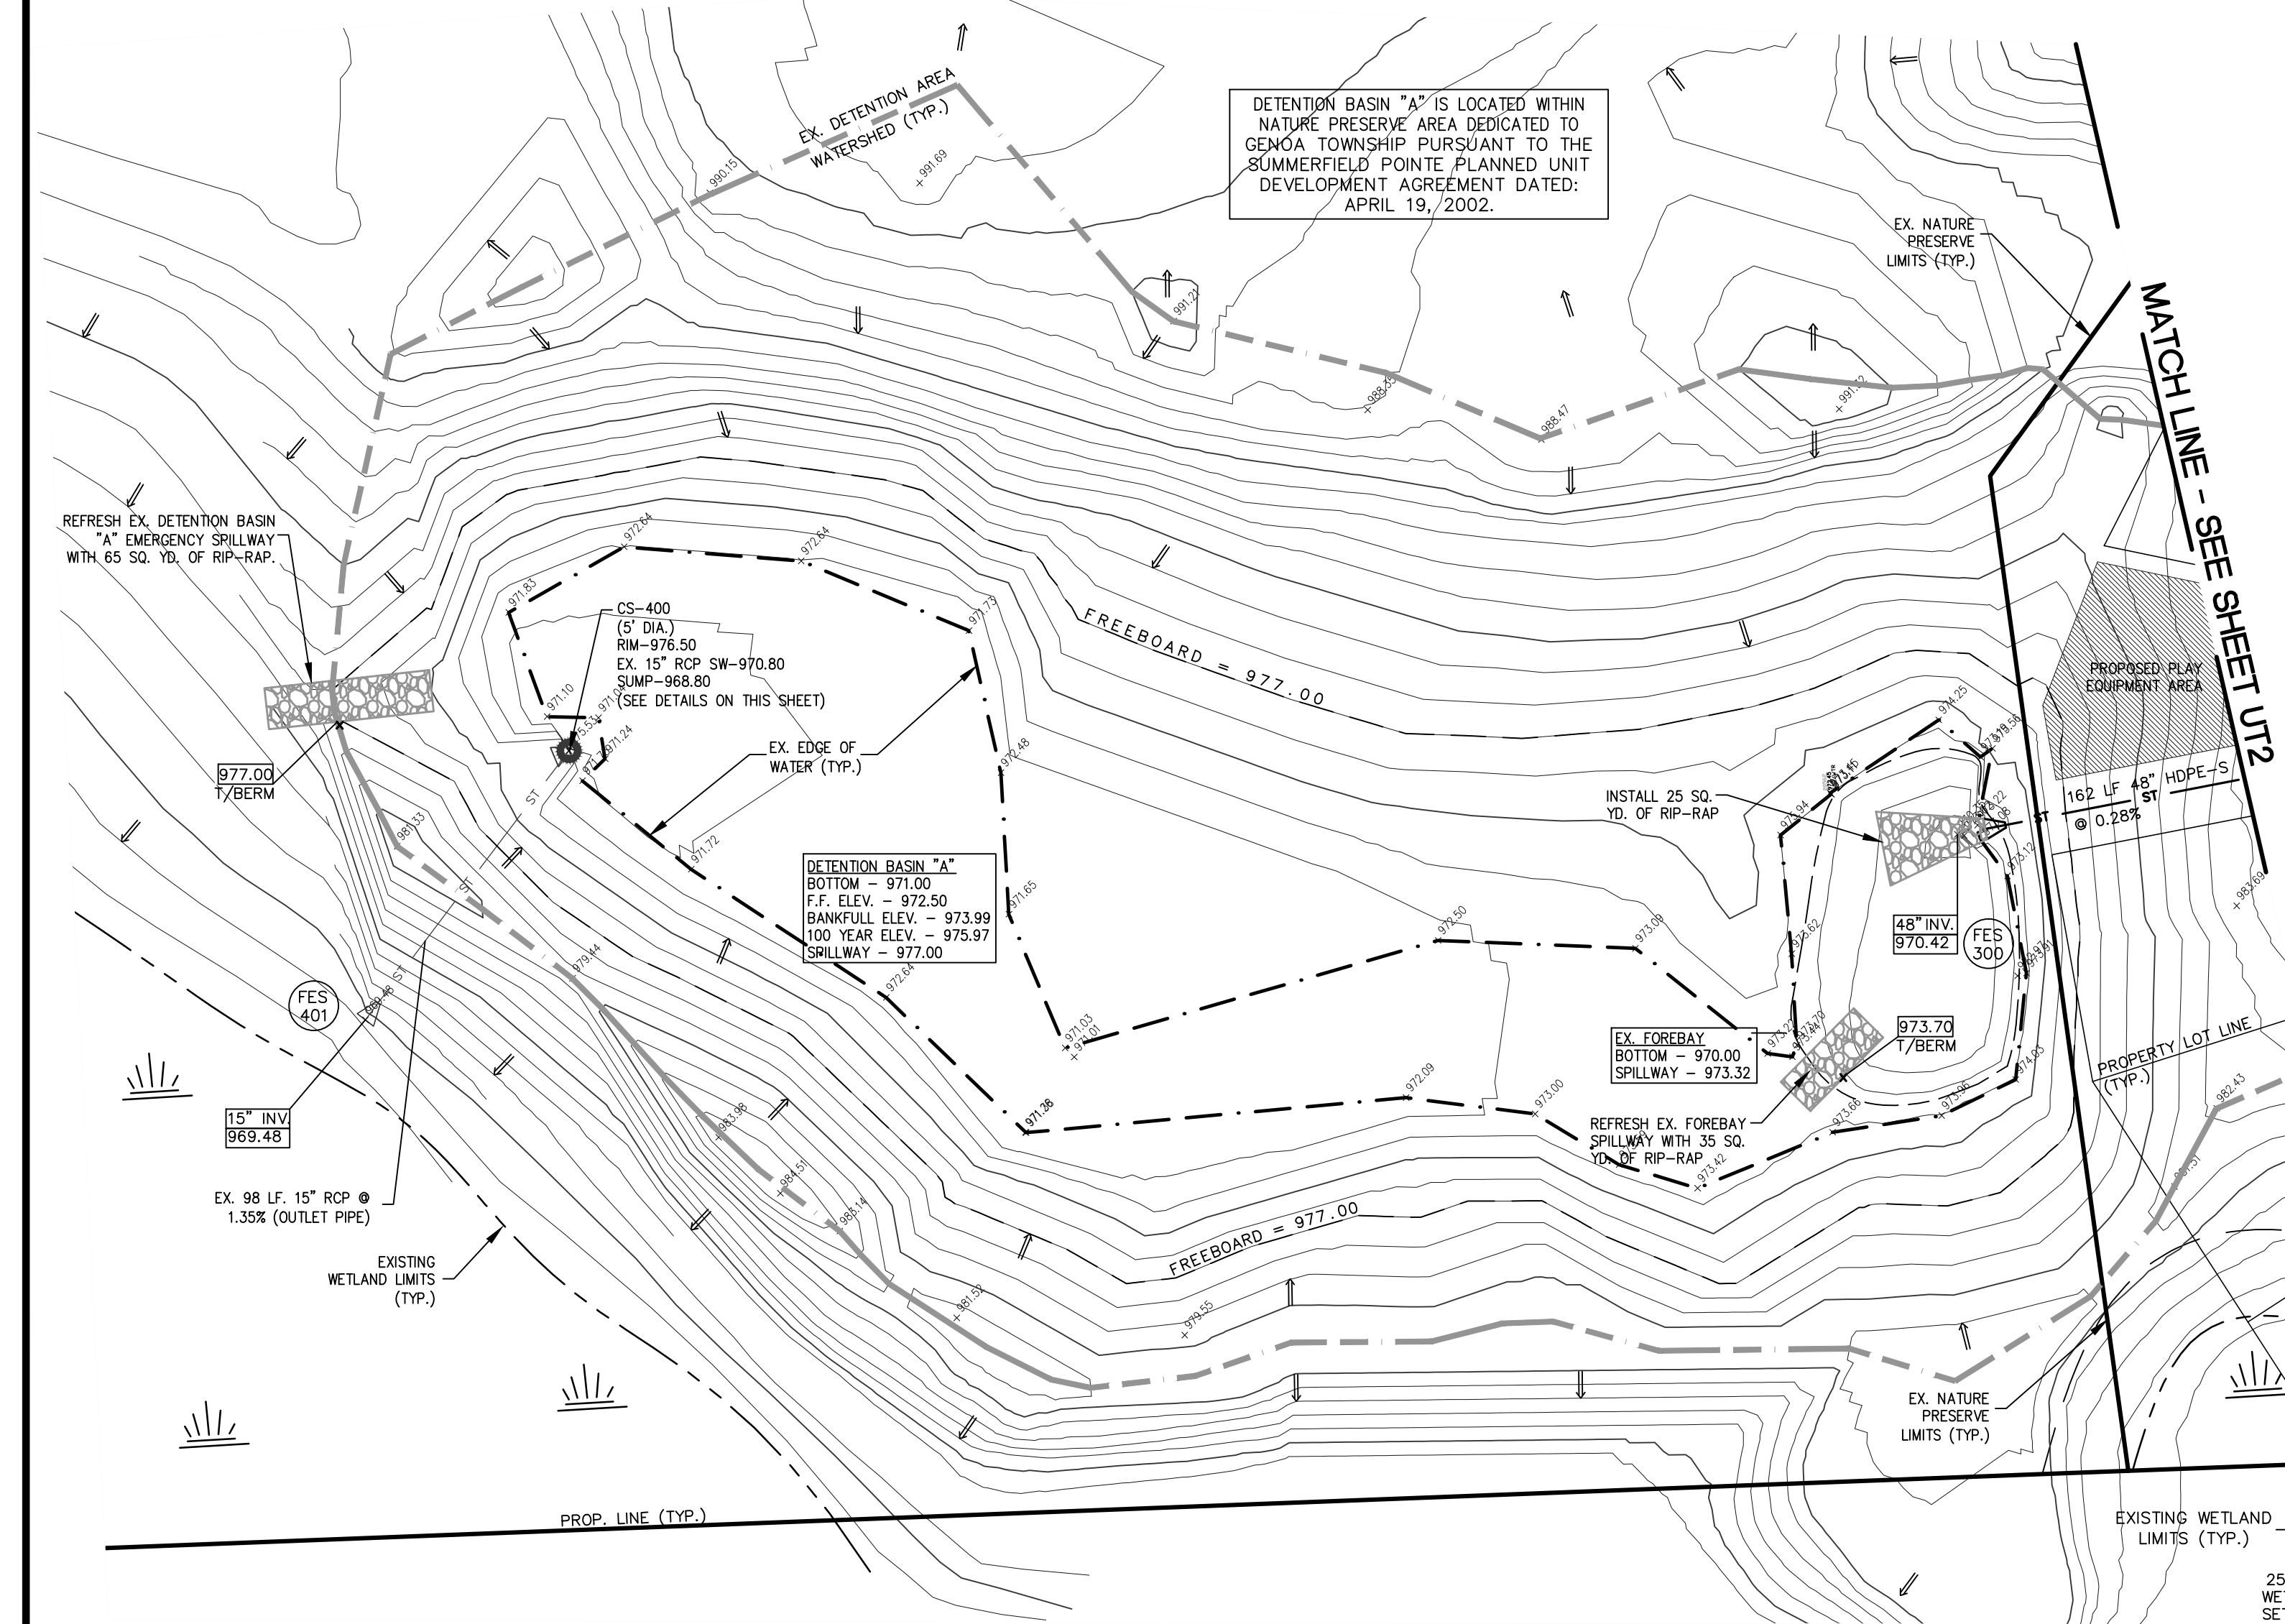 EX. DETENTION AREA
WATERSHED (TYP.)
990.15
991.69
DETENTION BASIN "A" IS LOCATED WITHIN
NATURE PRESERVE AREA DEDICATED TO
GENOA TOWNSHIP PURSUANT TO THE
SUMMERFIELD POINTE PLANNED UNIT
DEVELOPMENT AGREEMENT DATED:
APRIL 19, 2002.
EX. NATURE
PRESERVE
LIMITS (TYP.)
MATCH LINE - SEE SHEET UT2
991.21
988.35
988.47
991.32
REFRESH EX. DETENTION BASIN
"A" EMERGENCY SPILLWAY
WITH 65 SQ. YD. OF RIP-RAP.
972.64
972.64
971.83
971.73
CS-400
(5' DIA.)
RIM-976.50
EX. 15" RCP SW-970.80
SUMP-968.80
(SEE DETAILS ON THIS SHEET)
971.10
971.04
971.24
FREEBOARD = 977.00
PROPOSED PLAY
EQUIPMENT AREA
974.25
EX. EDGE OF
WATER (TYP.)
972.48
977.00
T/BERM
ST
162 LF 48" HDPE-S
ST
ST
@ 0.28%
INSTALL 25 SQ.
YD. OF RIP-RAP
981.33
971.72
973.12
983.69
DETENTION BASIN "A"
BOTTOM - 971.00
F.F. ELEV. - 972.50
BANKFULL ELEV. - 973.99
100 YEAR ELEV. - 975.97
SPILLWAY - 977.00
ST
971.65
972.50
973.09
973.62
48" INV.
970.42
FES
300
979.44
ST
972.64
FES
401
969.48
971.03
971.01
973.70
EX. FOREBAY
BOTTOM - 970.00
SPILLWAY - 973.32
973.70
T/BERM
PROPERTY LOT LINE
(TYP.)
974.03
972.09
973.00
973.96
982.43
15" INV.
969.48
983.98
REFRESH EX. FOREBAY
SPILLWAY WITH 35 SQ.
YD. OF RIP-RAP
973.66
973.42
984.51
EX. 98 LF. 15" RCP @
1.35% (OUTLET PIPE)
983.14
FREEBOARD = 977.00
EXISTING
WETLAND LIMITS
(TYP.)
981.52
979.55
EX. NATURE
PRESERVE
LIMITS (TYP.)
PROP. LINE (TYP.)
EXISTING WETLAND
LIMITS (TYP.)
25